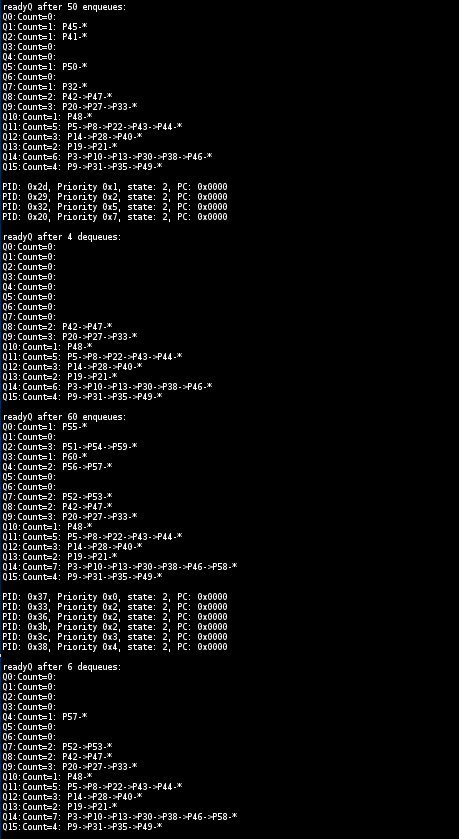 readyQ after 50 enqueues:
Q0:Count=0:
Q1:Count=1: P45-*
Q2:Count=1: P41-*
Q3:Count=0:
Q4:Count=0:
Q5:Count=1: P50-*
Q6:Count=0:
Q7:Count=1: P32-*
Q8:Count=2: P42->P47-*
Q9:Count=3: P20->P27->P33-*
Q10:Count=1: P48-*
Q11:Count=5: P5->P8->P22->P43->P44-*
Q12:Count=3: P14->P28->P40-*
Q13:Count=2: P19->P21-*
Q14:Count=6: P3->P10->P13->P30->P38->P46-*
Q15:Count=4: P9->P31->P35->P49-*
PID: 0x2d, Priority 0x1, state: 2, PC: 0x0000
PID: 0x29, Priority 0x2, state: 2, PC: 0x0000
PID: 0x32, Priority 0x5, state: 2, PC: 0x0000
PID: 0x20, Priority 0x7, state: 2, PC: 0x0000
readyQ after 4 dequeues:
Q0:Count=0:
Q1:Count=0:
Q2:Count=0:
Q3:Count=0:
Q4:Count=0:
Q5:Count=0:
Q6:Count=0:
Q7:Count=0:
Q8:Count=2: P42->P47-*
Q9:Count=3: P20->P27->P33-*
Q10:Count=1: P48-*
Q11:Count=5: P5->P8->P22->P43->P44-*
Q12:Count=3: P14->P28->P40-*
Q13:Count=2: P19->P21-*
Q14:Count=6: P3->P10->P13->P30->P38->P46-*
Q15:Count=4: P9->P31->P35->P49-*
readyQ after 60 enqueues:
Q0:Count=1: P55-*
Q1:Count=0:
Q2:Count=3: P51->P54->P59-*
Q3:Count=1: P60-*
Q4:Count=2: P56->P57-*
Q5:Count=0:
Q6:Count=0:
Q7:Count=2: P52->P53-*
Q8:Count=2: P42->P47-*
Q9:Count=3: P20->P27->P33-*
Q10:Count=1: P48-*
Q11:Count=5: P5->P8->P22->P43->P44-*
Q12:Count=3: P14->P28->P40-*
Q13:Count=2: P19->P21-*
Q14:Count=7: P3->P10->P13->P30->P38->P46->P58-*
Q15:Count=4: P9->P31->P35->P49-*
PID: 0x37, Priority 0x0, state: 2, PC: 0x0000
PID: 0x33, Priority 0x2, state: 2, PC: 0x0000
PID: 0x36, Priority 0x2, state: 2, PC: 0x0000
PID: 0x3b, Priority 0x2, state: 2, PC: 0x0000
PID: 0x3c, Priority 0x3, state: 2, PC: 0x0000
PID: 0x38, Priority 0x4, state: 2, PC: 0x0000
readyQ after 6 dequeues:
Q0:Count=0:
Q1:Count=0:
Q2:Count=0:
Q3:Count=0:
Q4:Count=1: P57-*
Q5:Count=0:
Q6:Count=0:
Q7:Count=2: P52->P53-*
Q8:Count=2: P42->P47-*
Q9:Count=3: P20->P27->P33-*
Q10:Count=1: P48-*
Q11:Count=5: P5->P8->P22->P43->P44-*
Q12:Count=3: P14->P28->P40-*
Q13:Count=2: P19->P21-*
Q14:Count=7: P3->P10->P13->P30->P38->P46->P58-*
Q15:Count=4: P9->P31->P35->P49-*